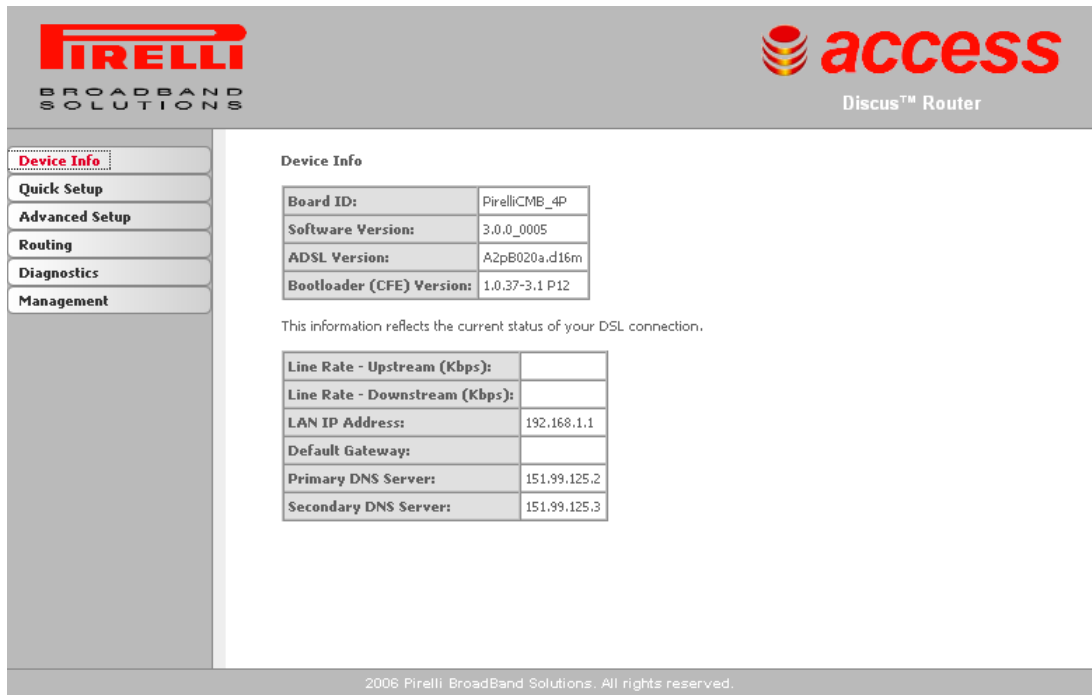 PIRELLI
BROADBAND
SOLUTIONS
access
Discus™ Router
Device Info
Quick Setup
Advanced Setup
Routing
Diagnostics
Management
Device Info
Board ID: PirelliCMB_4P
Software Version: 3.0.0_0005
ADSL Version: A2pB020a.d16m
Bootloader (CFE) Version: 1.0.37-3.1 P12
This information reflects the current status of your DSL connection.
Line Rate - Upstream (Kbps):
Line Rate - Downstream (Kbps):
LAN IP Address: 192.168.1.1
Default Gateway:
Primary DNS Server: 151.99.125.2
Secondary DNS Server: 151.99.125.3
2006 Pirelli BroadBand Solutions. All rights reserved.